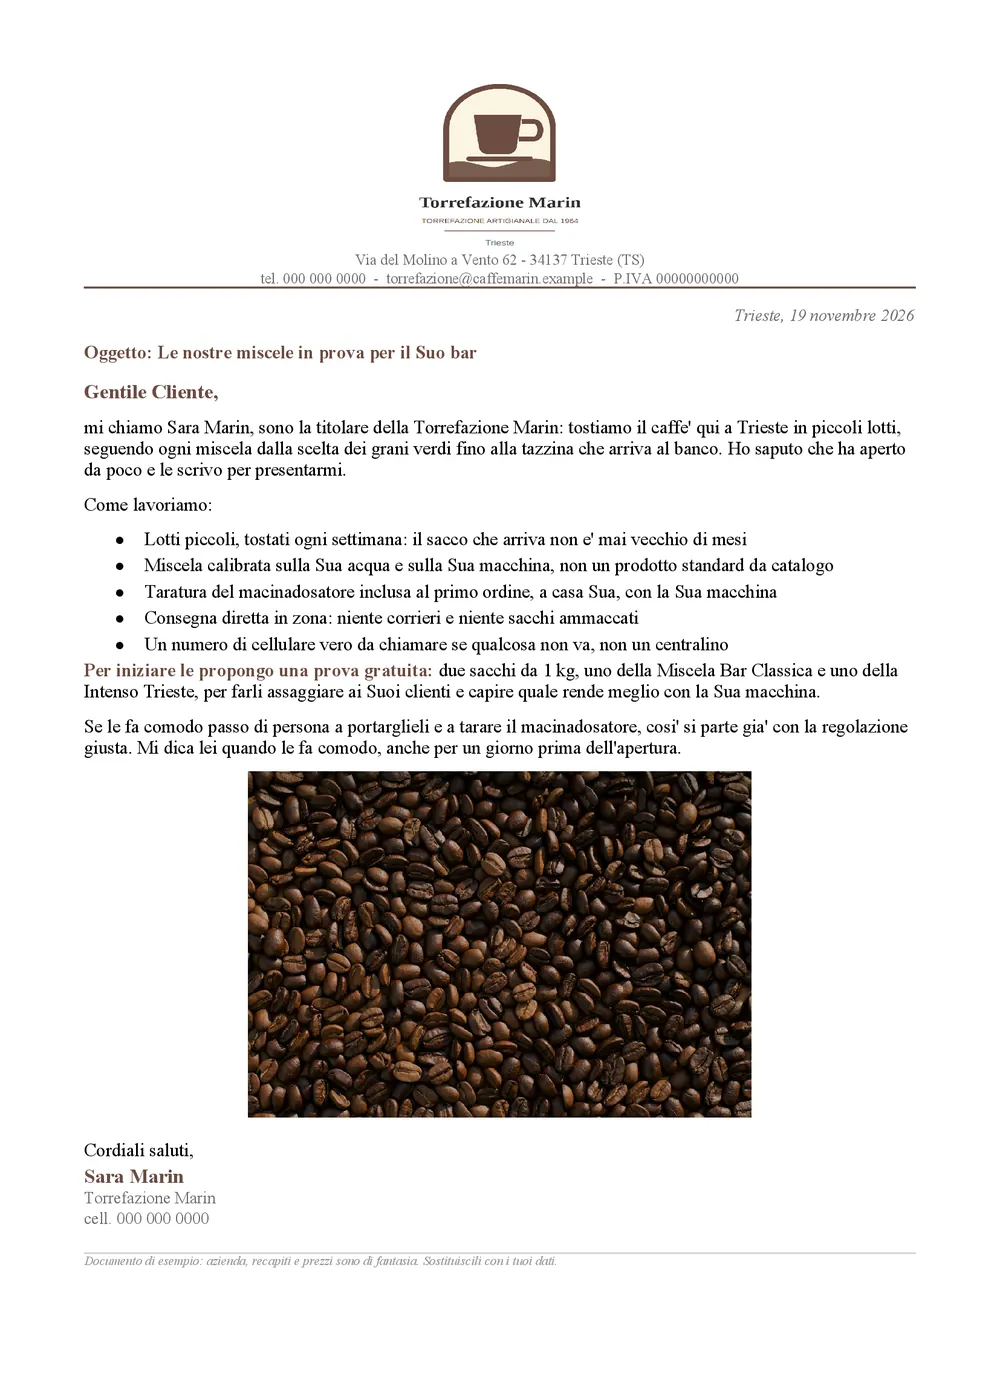 Torrefazione Marin
TORREFAZIONE ARTIGIANALE DAL 1964
Trieste
Via del Molino a Vento 62 - 34137 Trieste (TS)
tel. 000 000 0000 - torrefazione@caffemarin.example - P.IVA 00000000000
Trieste, 19 novembre 2026
Oggetto: Le nostre miscele in prova per il Suo bar
Gentile Cliente,
mi chiamo Sara Marin, sono la titolare della Torrefazione Marin: tostiamo il caffe' qui a Trieste in piccoli lotti,
seguendo ogni miscela dalla scelta dei grani verdi fino alla tazzina che arriva al banco. Ho saputo che ha aperto
da poco e le scrivo per presentarmi.
Come lavoriamo:
● Lotti piccoli, tostati ogni settimana: il sacco che arriva non e' mai vecchio di mesi
● Miscela calibrata sulla Sua acqua e sulla Sua macchina, non un prodotto standard da catalogo
● Taratura del macinadosatore inclusa al primo ordine, a casa Sua, con la Sua macchina
● Consegna diretta in zona: niente corrieri e niente sacchi ammaccati
● Un numero di cellulare vero da chiamare se qualcosa non va, non un centralino
Per iniziare le propongo una prova gratuita: due sacchi da 1 kg, uno della Miscela Bar Classica e uno della
Intenso Trieste, per farli assaggiare ai Suoi clienti e capire quale rende meglio con la Sua macchina.
Se le fa comodo passo di persona a portarglieli e a tarare il macinadosatore, cosi' si parte gia' con la regolazione
giusta. Mi dica lei quando le fa comodo, anche per un giorno prima dell'apertura.
Cordiali saluti,
Sara Marin
Torrefazione Marin
cell. 000 000 0000
Documento di esempio: azienda, recapiti e prezzi sono di fantasia. Sostituiscili con i tuoi dati.